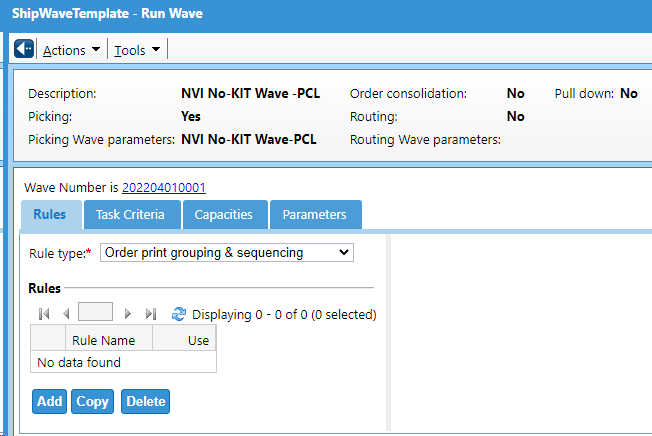 ShipWaveTemplate - Run Wave
Actions Tools
Description: NVI No-KIT Wave -PCL Order consolidation: No Pull down: No
Picking: Yes Routing: No
Picking Wave parameters: NVI No-KIT Wave-PCL Routing Wave parameters:
Wave Number is 202204010001
Rules Task Criteria Capacities Parameters
Rule type:* Order print grouping & sequencing
Rules
Displaying 0 - 0 of 0 (0 selected)
Rule Name Use
No data found
Add Copy Delete